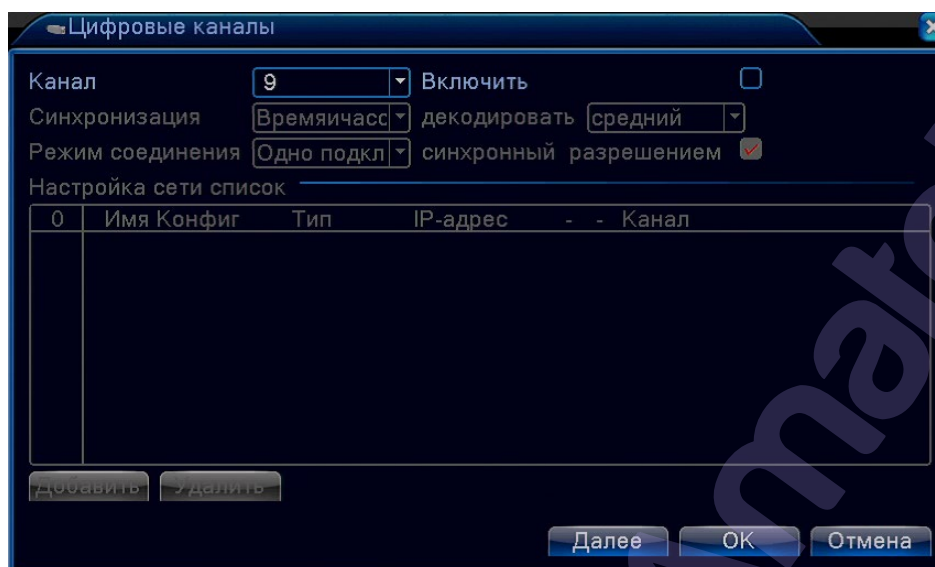 Цифровые каналы
Канал 9 Включить
Синхронизация Времяичасс декодировать средний
Режим соединения Одно подкл синхронный разрешением
Настройка сети список
0 Имя Конфиг Тип IP-адрес - - Канал
Добавить Удалить
Далее OK Отмена